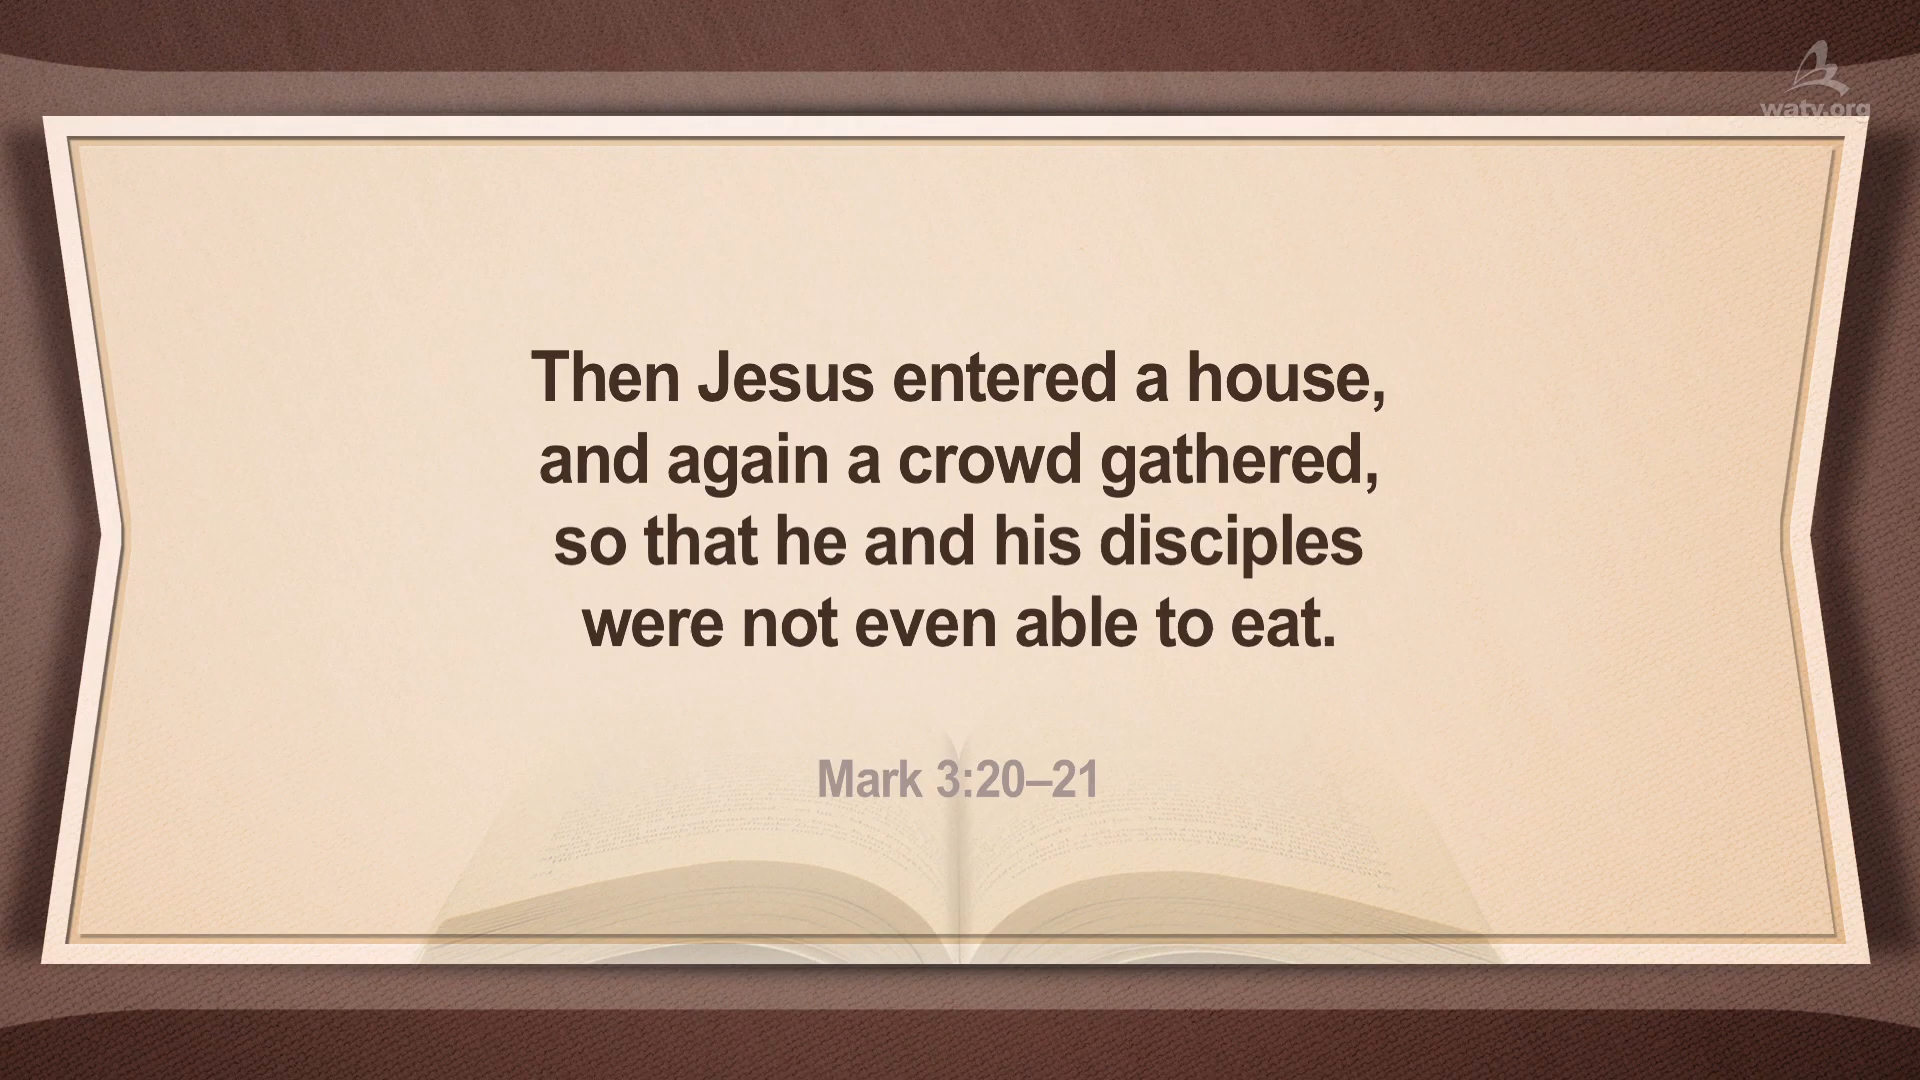 watv.org
Then Jesus entered a house,
and again a crowd gathered,
so that he and his disciples
were not even able to eat.
Mark 3:20–21